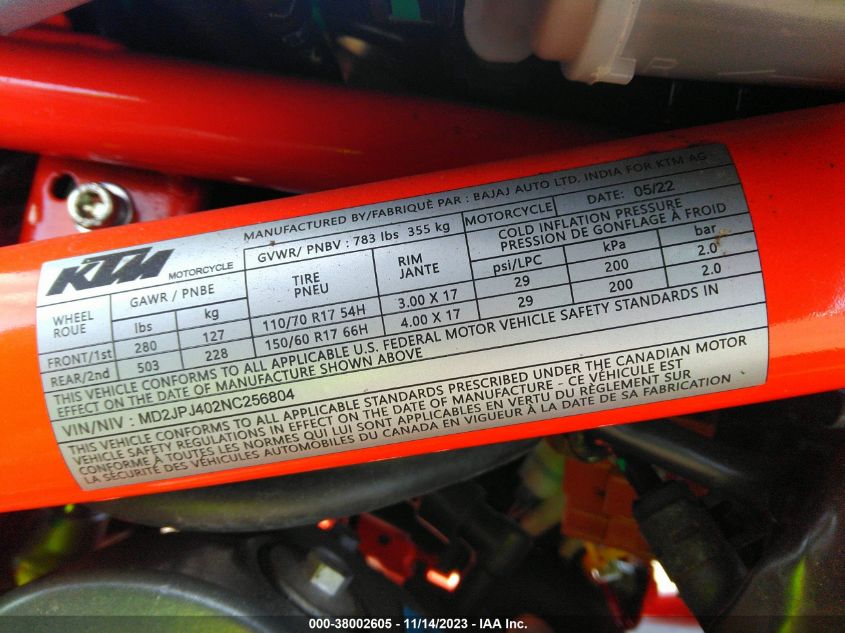 MANUFACTURED BY/FABRIQUÈ PAR : BAJAJ AUTO LTD. INDIA FOR KTM AG
KTM MOTORCYCLE
GVWR/ PNBV : 783 lbs 355 kg
MOTORCYCLE
DATE: 05/22
WHEEL ROUE
GAWR / PNBE
TIRE PNEU
RIM JANTE
COLD INFLATION PRESSURE
PRESSION DE GONFLAGE À FROID
lbs kg psi/LPC kPa bar
FRONT/1st 280 127 110/70 R17 54H 3.00 X 17 29 200 2.0
REAR/2nd 503 228 150/60 R17 66H 4.00 X 17 29 200 2.0
THIS VEHICLE CONFORMS TO ALL APPLICABLE U.S. FEDERAL MOTOR VEHICLE SAFETY STANDARDS IN
EFFECT ON THE DATE OF MANUFACTURE SHOWN ABOVE
VIN/NIV : MD2JPJ402NC256804
THIS VEHICLE CONFORMS TO ALL APPLICABLE STANDARDS PRESCRIBED UNDER THE CANADIAN MOTOR
VEHICLE SAFETY REGULATIONS IN EFFECT ON THE DATE OF MANUFACTURE - CE VÉHICULE EST
CONFORME À TOUTES LES NORMES QUI LUI SONT APPLICABLES EN VERTU DU RÈGLEMENT SUR
LA SÉCURITÉ DES VÉHICULES AUTOMOBILES DU CANADA EN VIGUEUR À LA DATE DE SA FABRICATION
000-38002605 - 11/14/2023 - IAA Inc.